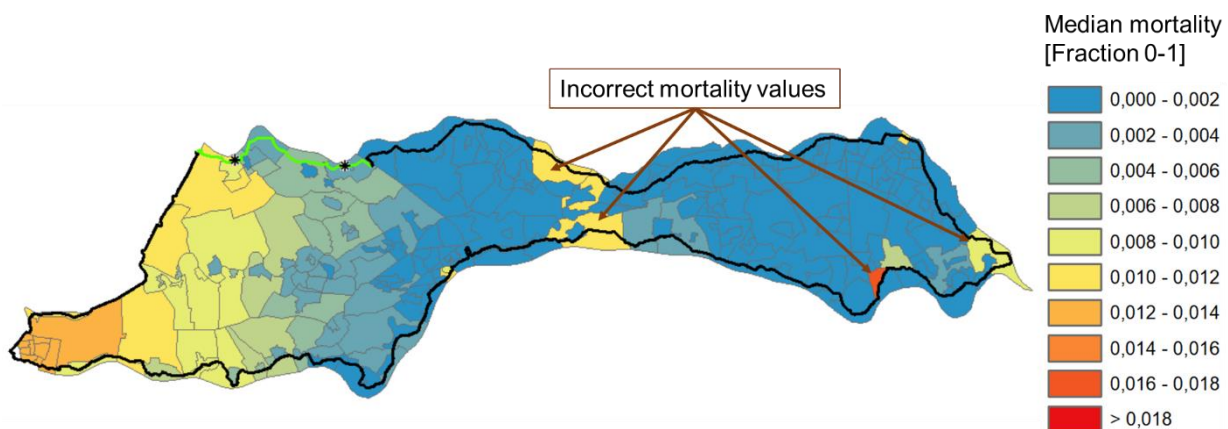 Median mortality
[Fraction 0-1]
Incorrect mortality values
0,000 - 0,002
0,002 - 0,004
0,004 - 0,006
0,006 - 0,008
0,008 - 0,010
0,010 - 0,012
0,012 - 0,014
0,014 - 0,016
0,016 - 0,018
> 0,018